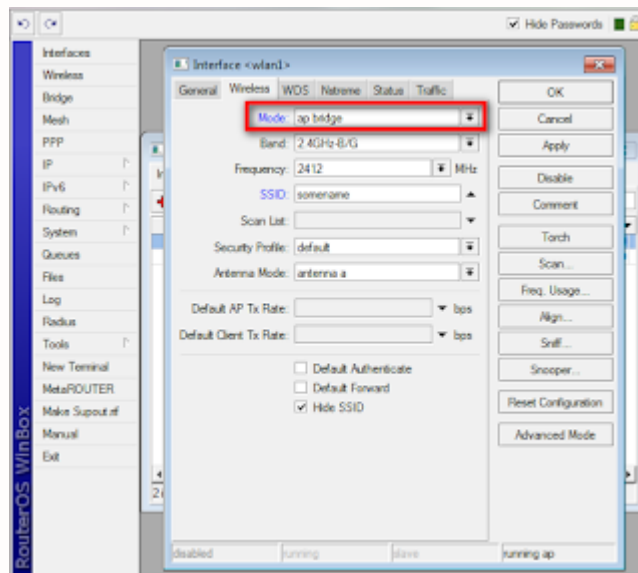 Hide Passwords
Interfaces
Wireless
Bridge
Mesh
PPP
IP
IPv6
Routing
System
Queues
Files
Log
Radius
Tools
New Terminal
MetaROUTER
Make Supout.rif
Manual
Exit
RouterOS WinBox
Interface <wlan1>
General Wireless WDS Nstreme Status Traffic
Mode: ap bridge
Band: 2.4GHz-B/G
Frequency: 2412 MHz
SSID: somename
Scan List:
Security Profile: default
Antenna Mode: antenna a
Default AP Tx Rate: bps
Default Client Tx Rate: bps
Default Authenticate
Default Forward
Hide SSID
OK
Cancel
Apply
Disable
Comment
Torch
Scan...
Freq. Usage...
Align...
Sniff...
Snooper...
Reset Configuration
Advanced Mode
disabled running slave running ap